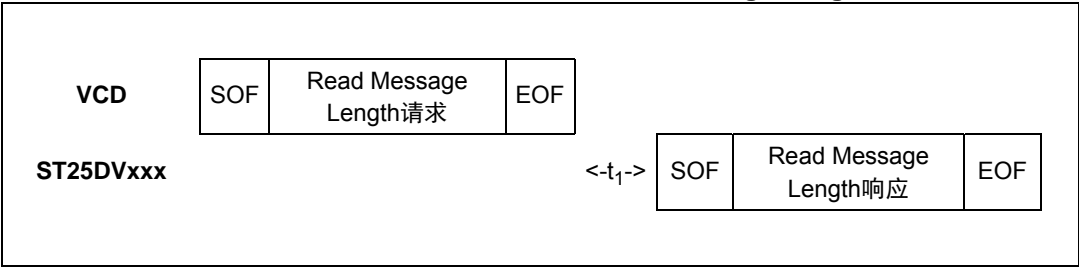 VCD
SOF
Read Message
Length请求
EOF
ST25DVxxx
<-t1->
SOF
Read Message
Length响应
EOF